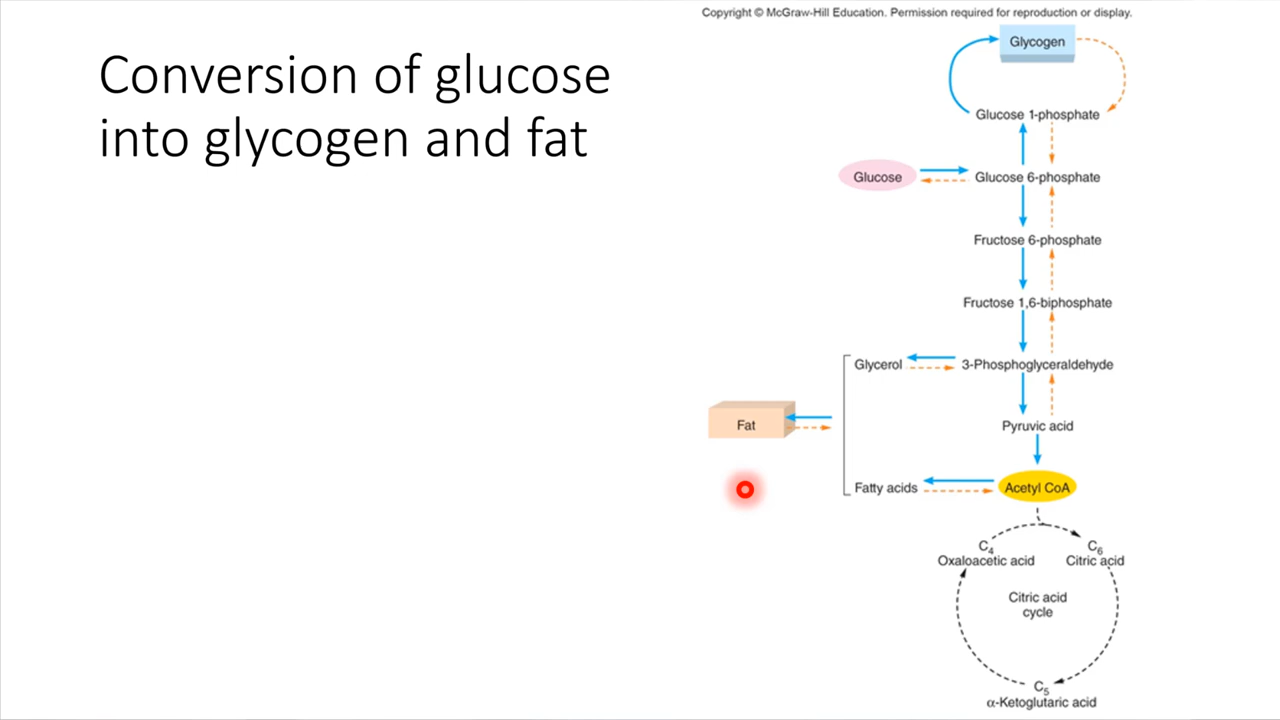 Copyright © McGraw-Hill Education. Permission required for reproduction or display.
Conversion of glucose
into glycogen and fat
Glycogen
Glucose 1-phosphate
Glucose
Glucose 6-phosphate
Fructose 6-phosphate
Fructose 1,6-biphosphate
Glycerol
3-Phosphoglyceraldehyde
Fat
Pyruvic acid
Fatty acids
Acetyl CoA
C₄
Oxaloacetic acid
C₆
Citric acid
Citric acid
cycle
C₅
α-Ketoglutaric acid